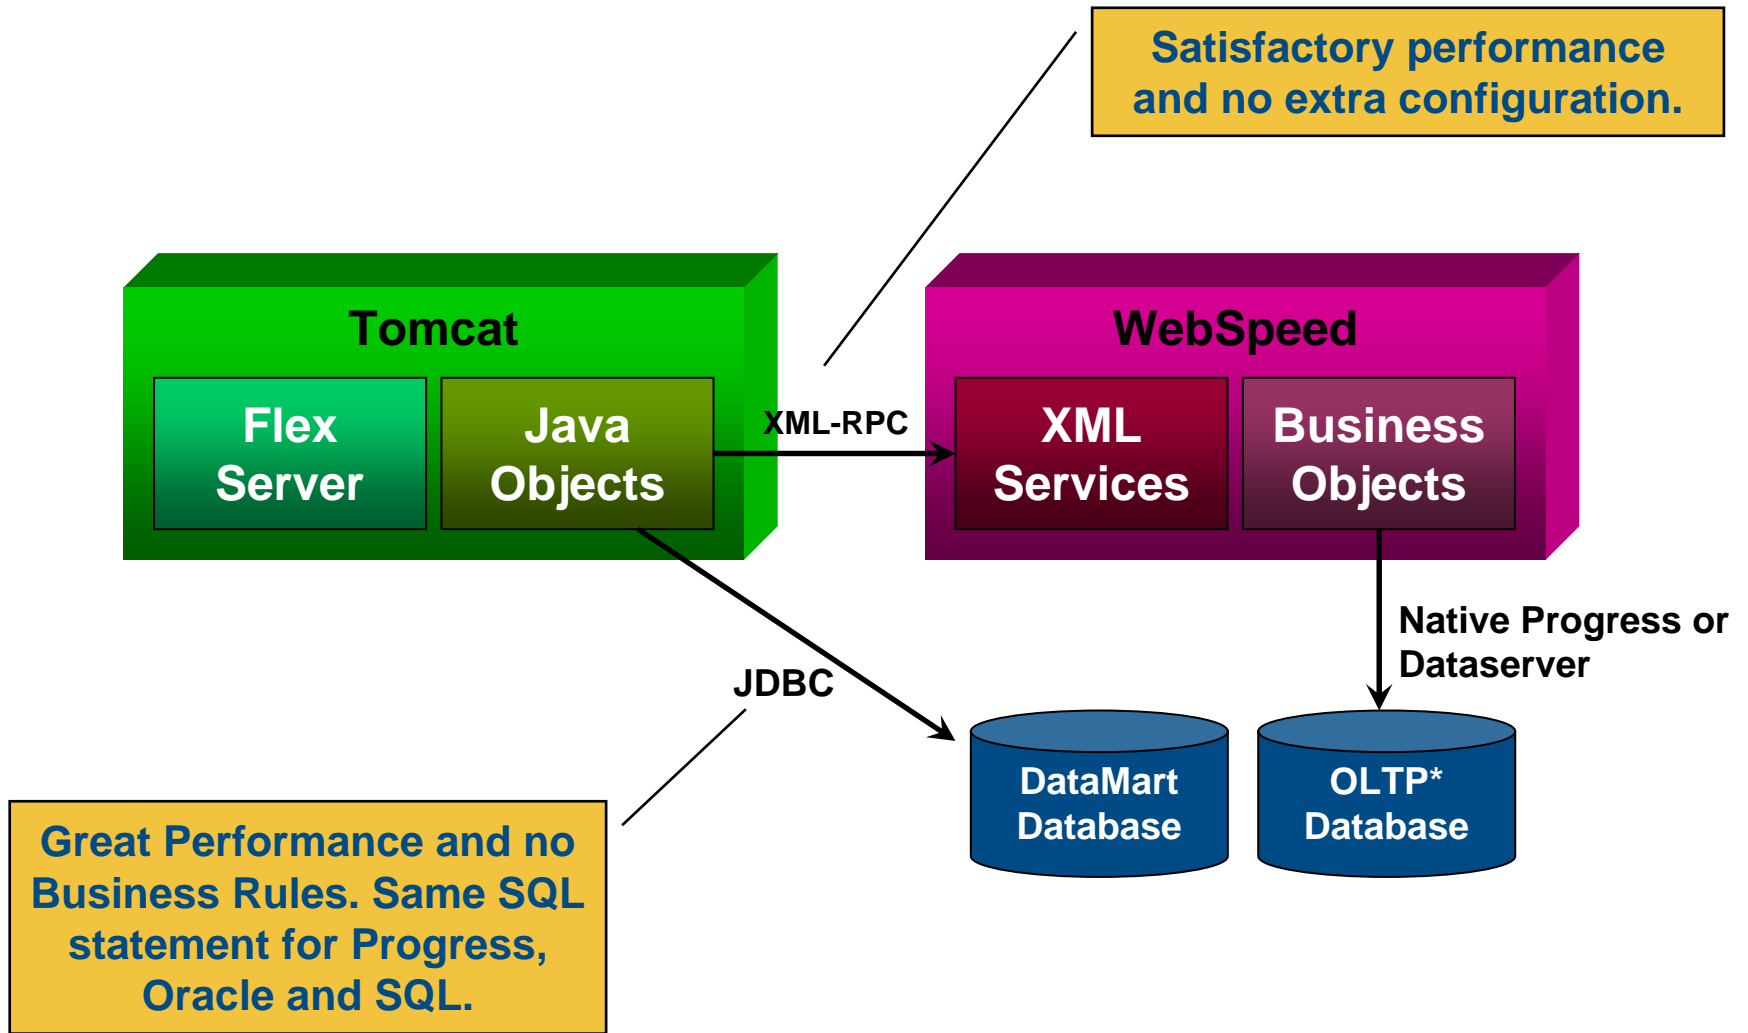 Satisfactory performance
and no extra configuration.
Tomcat
WebSpeed
Flex
Server
Java
Objects
XML-RPC
XML
Services
Business
Objects
Native Progress or
Dataserver
JDBC
DataMart
Database
OLTP*
Database
Great Performance and no
Business Rules. Same SQL
statement for Progress,
Oracle and SQL.